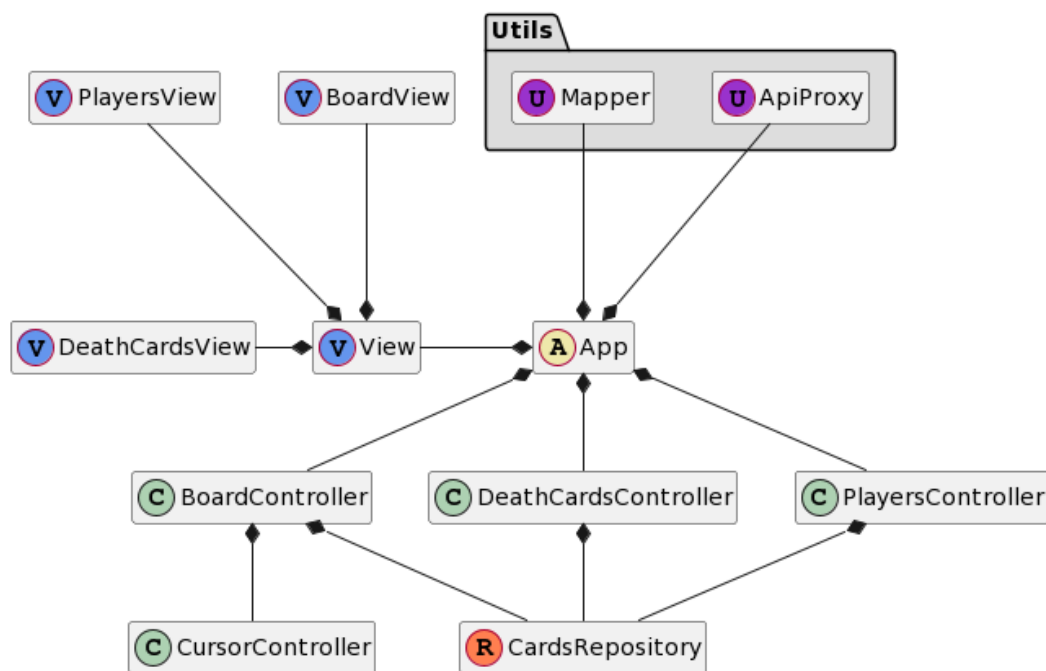 Utils
V PlayersView
V BoardView
U Mapper
U ApiProxy
V DeathCardsView
V View
A App
C BoardController
C DeathCardsController
C PlayersController
C CursorController
R CardsRepository